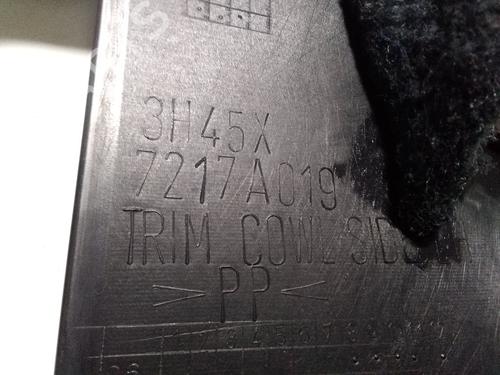 3H45X
7217A019
TRIM COWL SIDE
>PP<